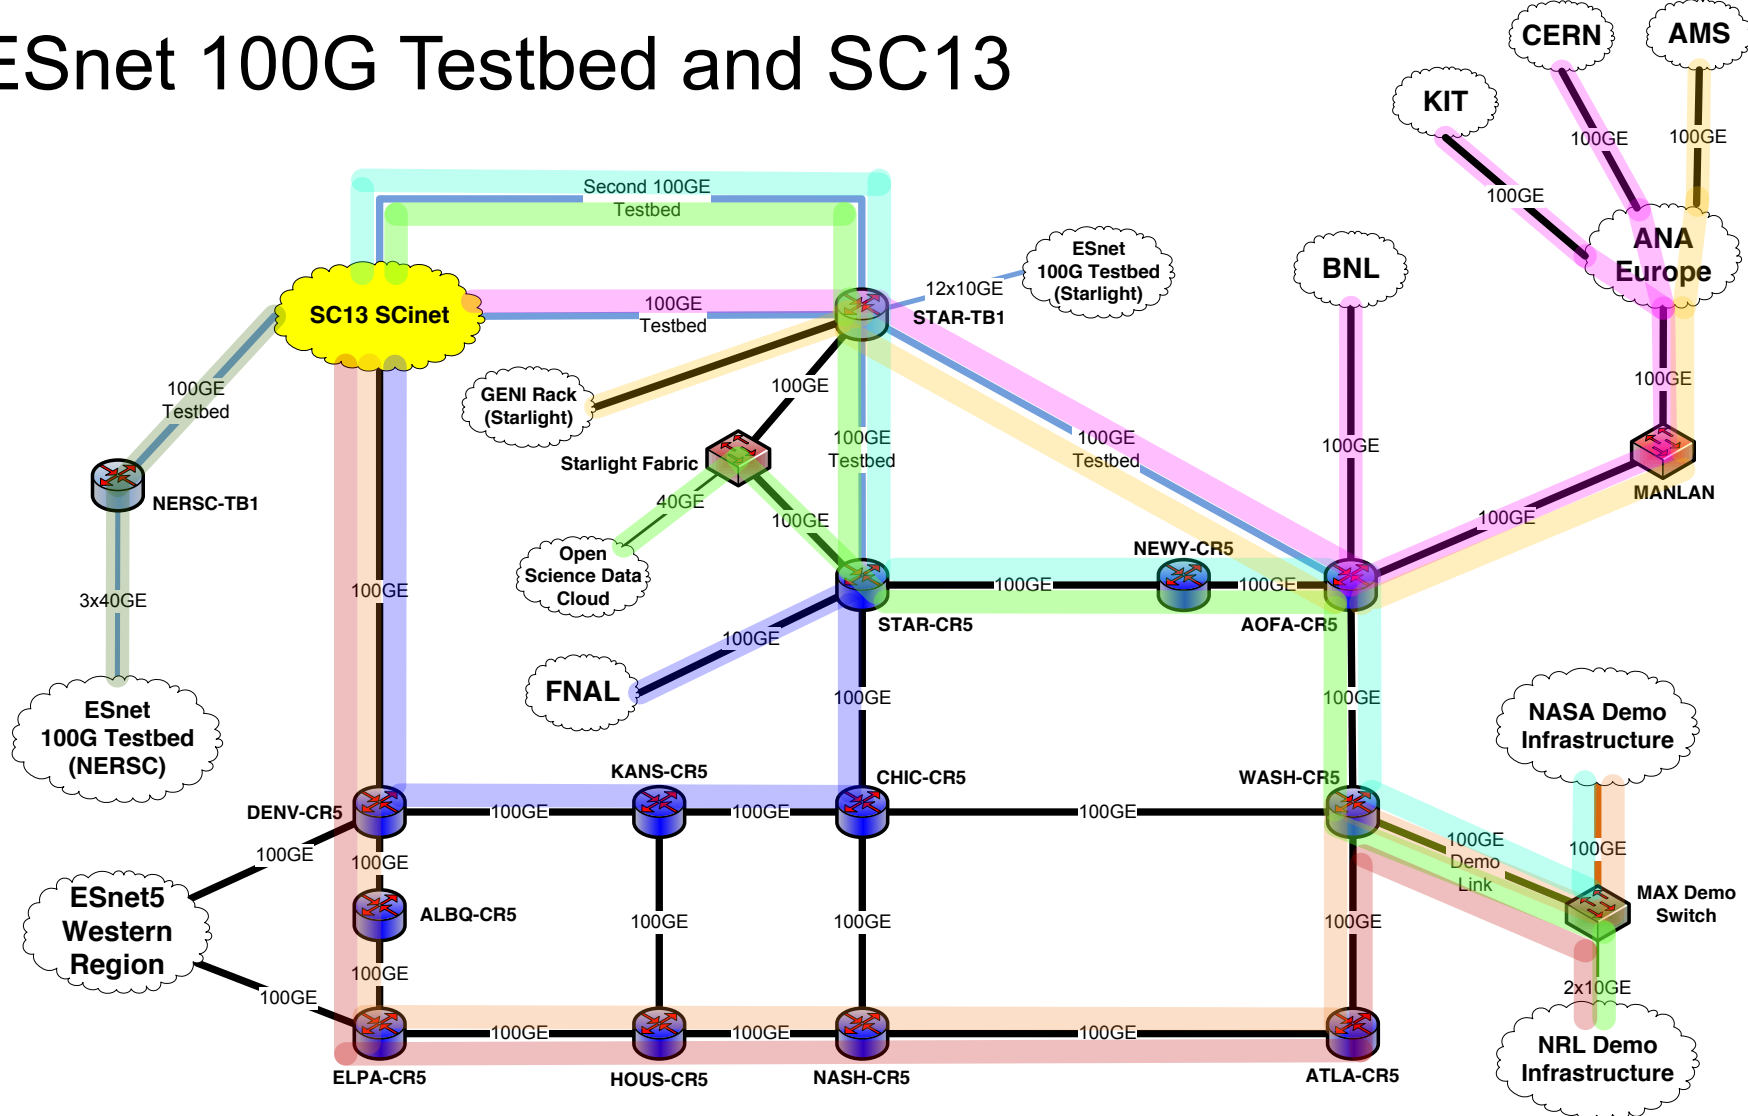 ESnet 100G Testbed and SC13
CERN
AMS
KIT
100GE
100GE
100GE
Second 100GE
Testbed
ANA
Europe
ESnet
100G Testbed
(Starlight)
BNL
12x10GE
SC13 SCinet
100GE
Testbed
STAR-TB1
100GE
Testbed
GENI Rack
(Starlight)
100GE
100GE
100GE
Testbed
100GE
Testbed
100GE
Starlight Fabric
MANLAN
NERSC-TB1
40GE
100GE
100GE
Open
Science Data
Cloud
NEWY-CR5
100GE
100GE
100GE
3x40GE
STAR-CR5
AOFA-CR5
100GE
FNAL
100GE
100GE
ESnet
100G Testbed
(NERSC)
NASA Demo
Infrastructure
KANS-CR5
CHIC-CR5
WASH-CR5
DENV-CR5
100GE
100GE
100GE
100GE
Demo
Link
100GE
100GE
100GE
MAX Demo
Switch
ESnet5
Western
Region
ALBQ-CR5
100GE
100GE
100GE
100GE
100GE
2x10GE
100GE
100GE
100GE
NRL Demo
Infrastructure
ELPA-CR5
HOUS-CR5
NASH-CR5
ATLA-CR5